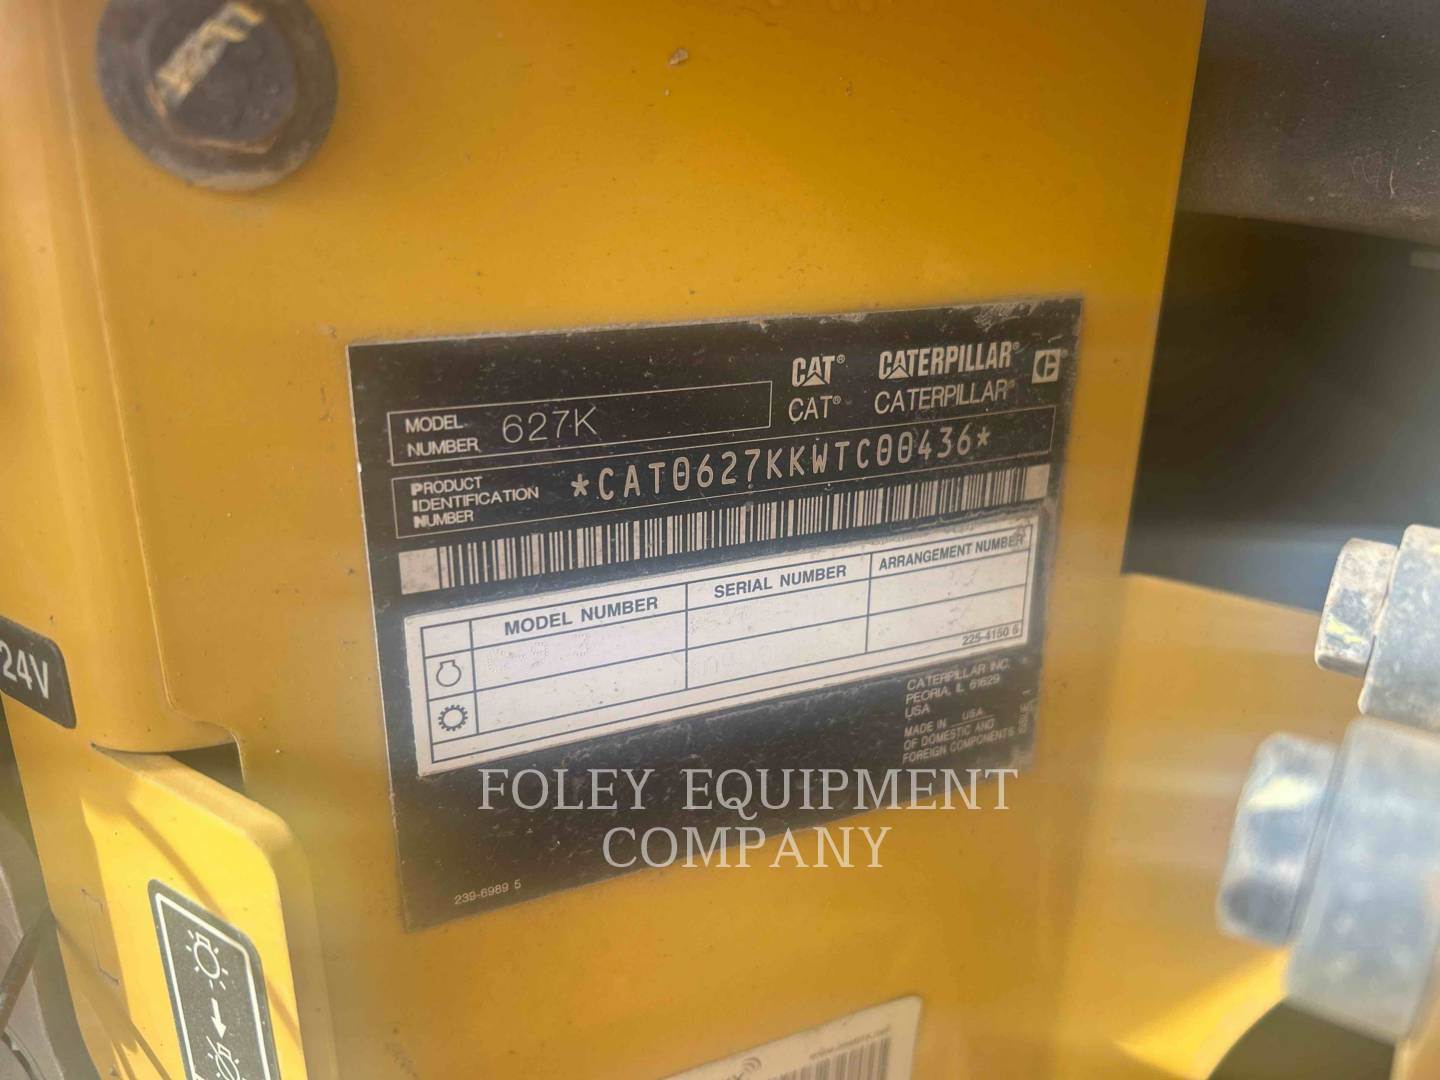 CAT® CATERPILLAR®
CAT® CATERPILLAR®
MODEL NUMBER 627K
PRODUCT IDENTIFICATION NUMBER *CAT0627KKWTC00436*
MODEL NUMBER SERIAL NUMBER ARRANGEMENT NUMBER
225-4150 6
CATERPILLAR INC.
PEORIA, IL 61629
USA
MADE IN USA
OF DOMESTIC AND
FOREIGN COMPONENTS
24V
FOLEY EQUIPMENT
COMPANY
239-6989 5